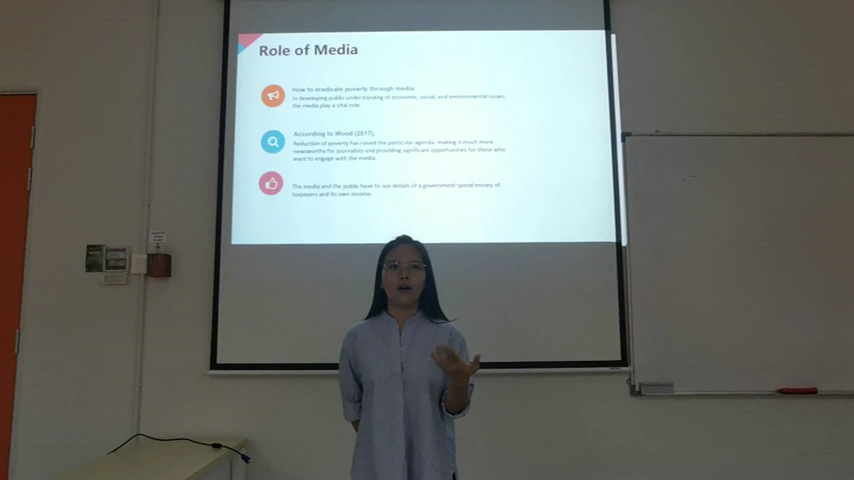 Role of Media
How to eradicate poverty through media
In developing public understanding of economic, social, and environmental issues,
the media play a vital role.
According to Wood (2017),
Reduction of poverty has raised the particular agenda, making it much more
newsworthy for journalists and providing significant opportunities for those who
want to engage with the media.
The media and the public have to see details of a government spend money of
taxpayers and its own income.